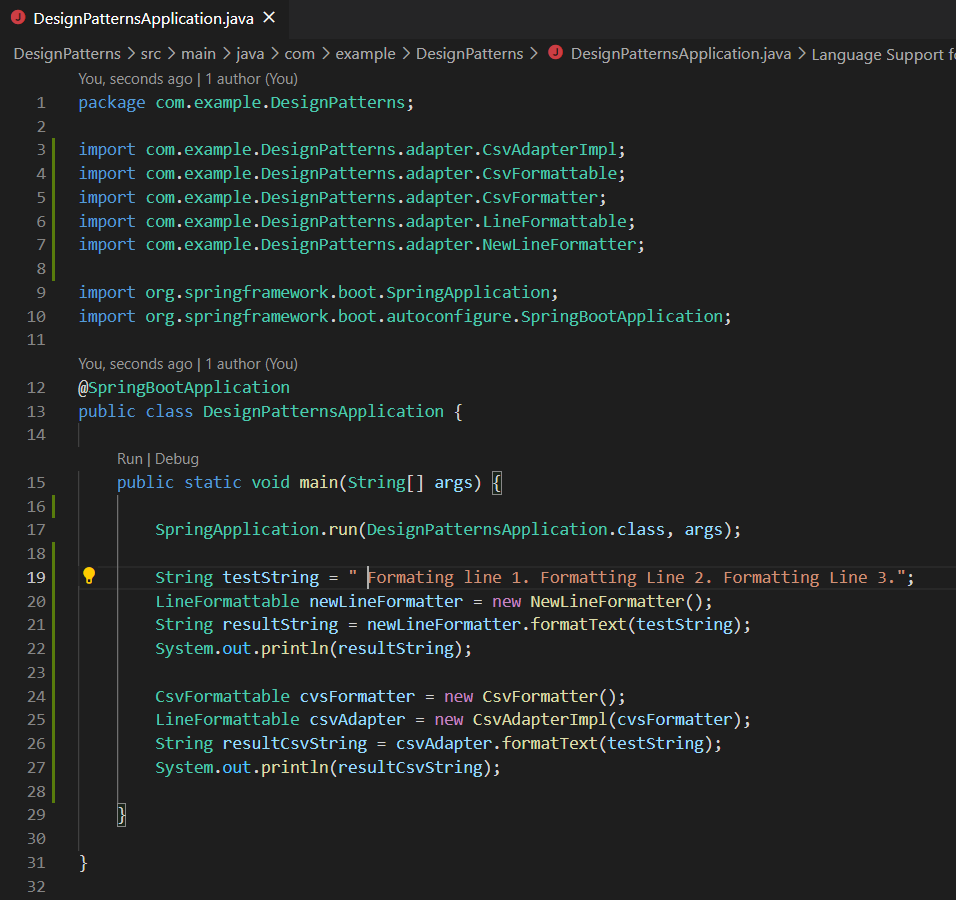 DesignPatternsApplication.java
DesignPatterns > src > main > java > com > example > DesignPatterns > DesignPatternsApplication.java > Language Support fo
You, seconds ago | 1 author (You)
1 package com.example.DesignPatterns;
2
3 import com.example.DesignPatterns.adapter.CsvAdapterImpl;
4 import com.example.DesignPatterns.adapter.CsvFormattable;
5 import com.example.DesignPatterns.adapter.CsvFormatter;
6 import com.example.DesignPatterns.adapter.LineFormattable;
7 import com.example.DesignPatterns.adapter.NewLineFormatter;
8
9 import org.springframework.boot.SpringApplication;
10 import org.springframework.boot.autoconfigure.SpringBootApplication;
11
You, seconds ago | 1 author (You)
12 @SpringBootApplication
13 public class DesignPatternsApplication {
14
Run | Debug
15 public static void main(String[] args) {
16
17 SpringApplication.run(DesignPatternsApplication.class, args);
18
19 String testString = " Formating line 1. Formatting Line 2. Formatting Line 3.";
20 LineFormattable newLineFormatter = new NewLineFormatter();
21 String resultString = newLineFormatter.formatText(testString);
22 System.out.println(resultString);
23
24 CsvFormattable cvsFormatter = new CsvFormatter();
25 LineFormattable csvAdapter = new CsvAdapterImpl(cvsFormatter);
26 String resultCsvString = csvAdapter.formatText(testString);
27 System.out.println(resultCsvString);
28
29 }
30
31 }
32